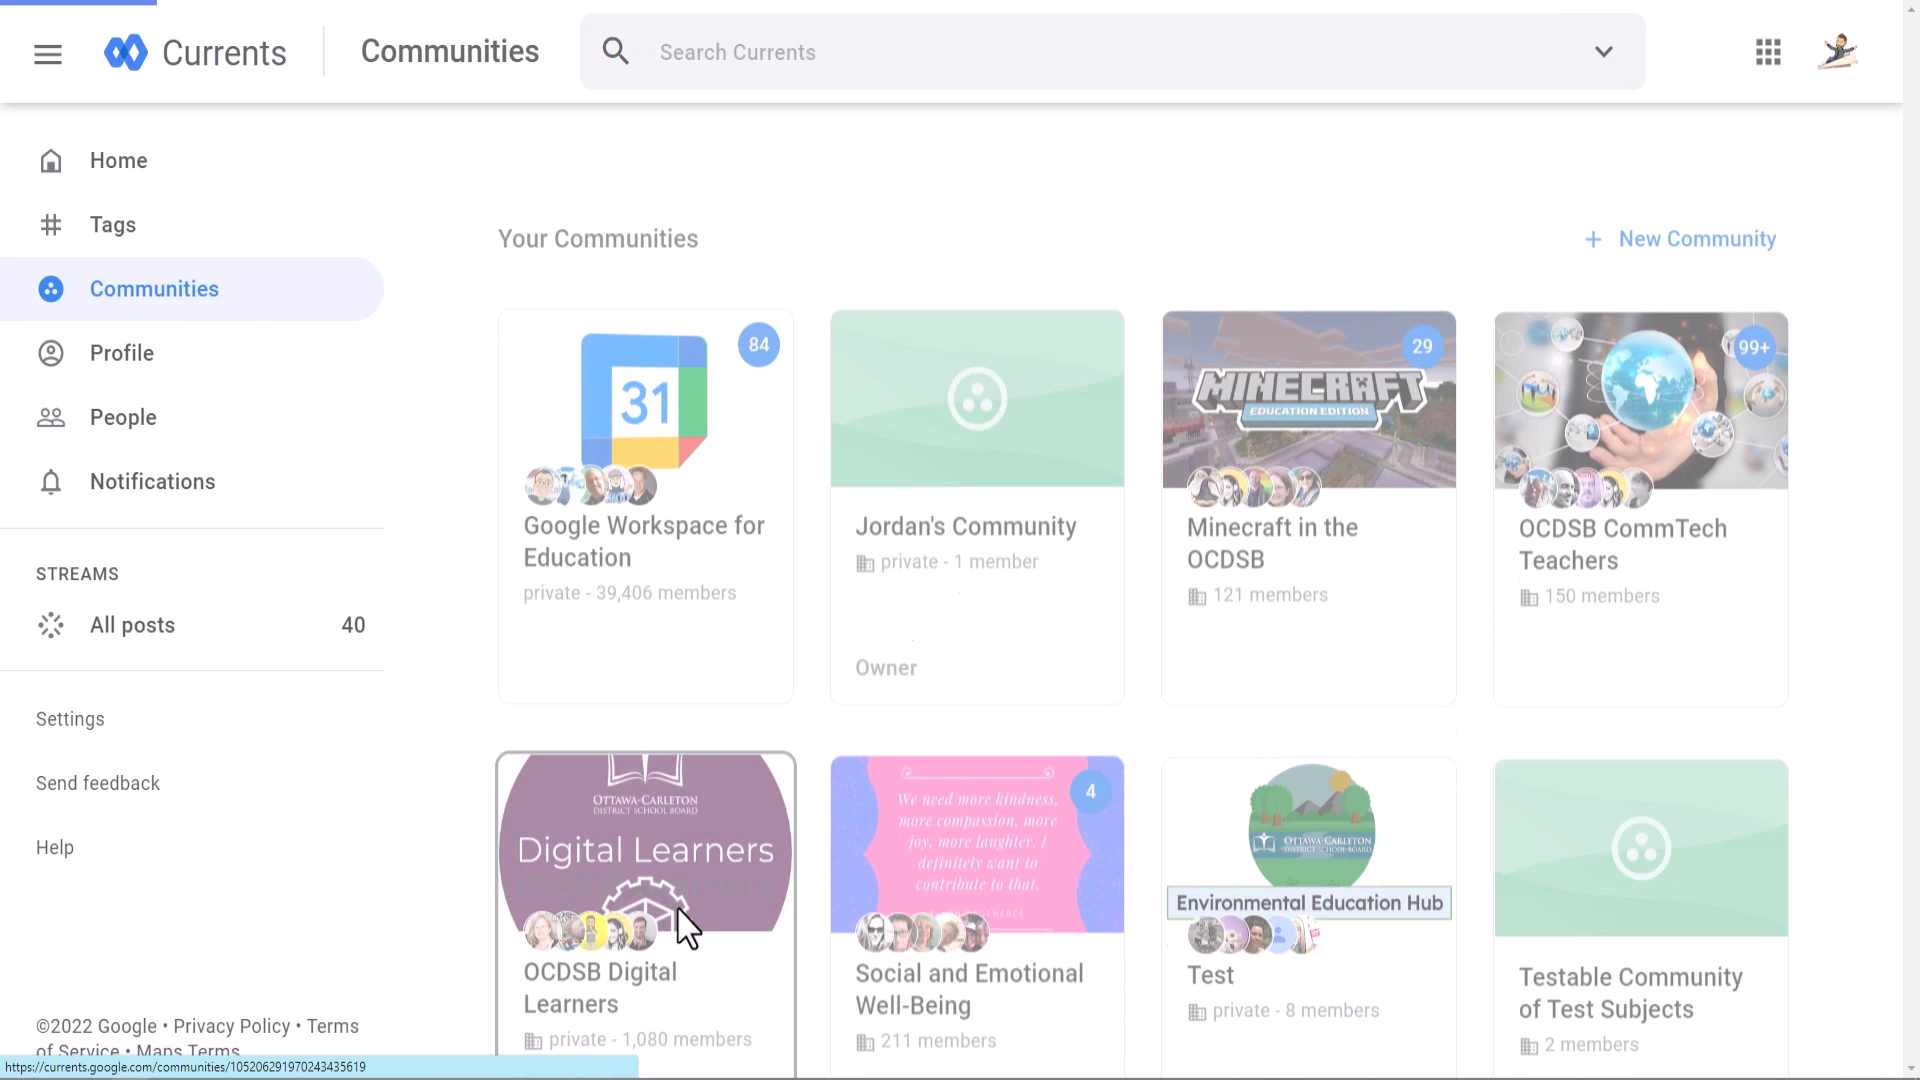 Currents
Communities
Search Currents
Home
Tags
Communities
Profile
People
Notifications
STREAMS
All posts 40
Settings
Send feedback
Help
©2022 Google • Privacy Policy • Terms
of Service • Maps Terms
https://currents.google.com/communities/105206291970243435619
Your Communities
+ New Community
84
31
Google Workspace for
Education
private - 39,406 members
Jordan's Community
private - 1 member
Owner
29
MINECRAFT
EDUCATION EDITION
Minecraft in the
OCDSB
121 members
99+
OCDSB CommTech
Teachers
150 members
OTTAWA-CARLETON
DISTRICT SCHOOL BOARD
Digital Learners
OCDSB Digital
Learners
private - 1,080 members
4
We need more kindness,
more compassion, more
joy, more laughter. I
definitely want to
contribute to that.
Social and Emotional
Well-Being
211 members
OTTAWA-CARLETON
DISTRICT SCHOOL BOARD
Environmental Education Hub
Test
private - 8 members
Testable Community
of Test Subjects
2 members